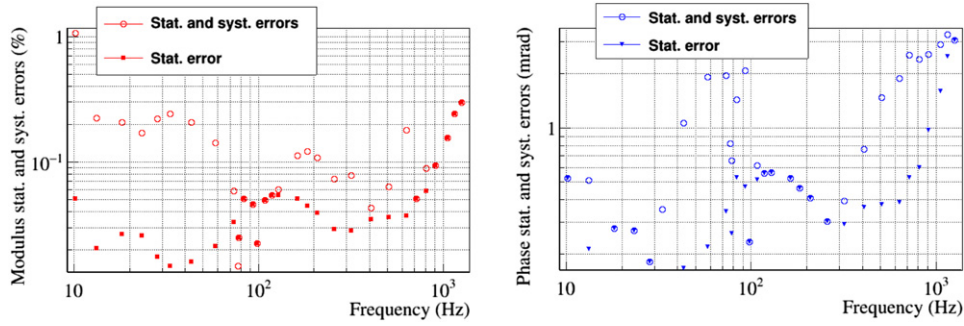 Modulus stat. and syst. errors (%)
1
10⁻¹
Stat. and syst. errors
Stat. error
10
10²
10³
Frequency (Hz)
Phase stat. and syst. errors (mrad)
1
Stat. and syst. errors
Stat. error
10
10²
10³
Frequency (Hz)